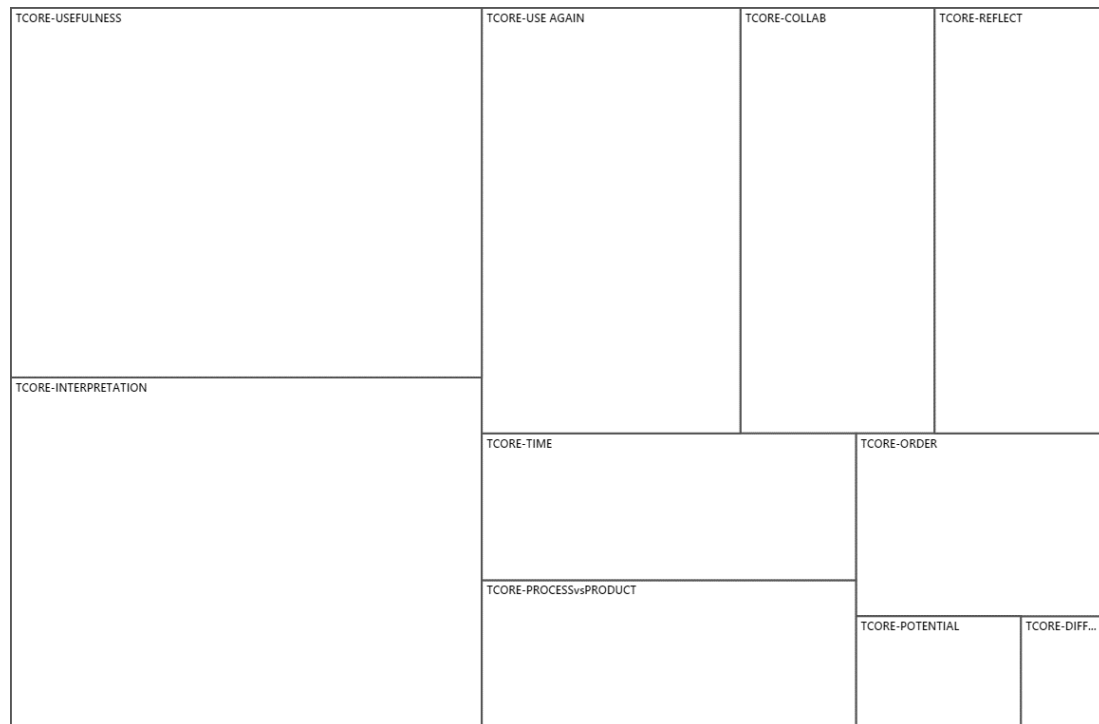 TCORE-USEFULNESS
TCORE-USE AGAIN
TCORE-COLLAB
TCORE-REFLECT
TCORE-INTERPRETATION
TCORE-TIME
TCORE-ORDER
TCORE-PROCESSvsPRODUCT
TCORE-POTENTIAL
TCORE-DIFF...